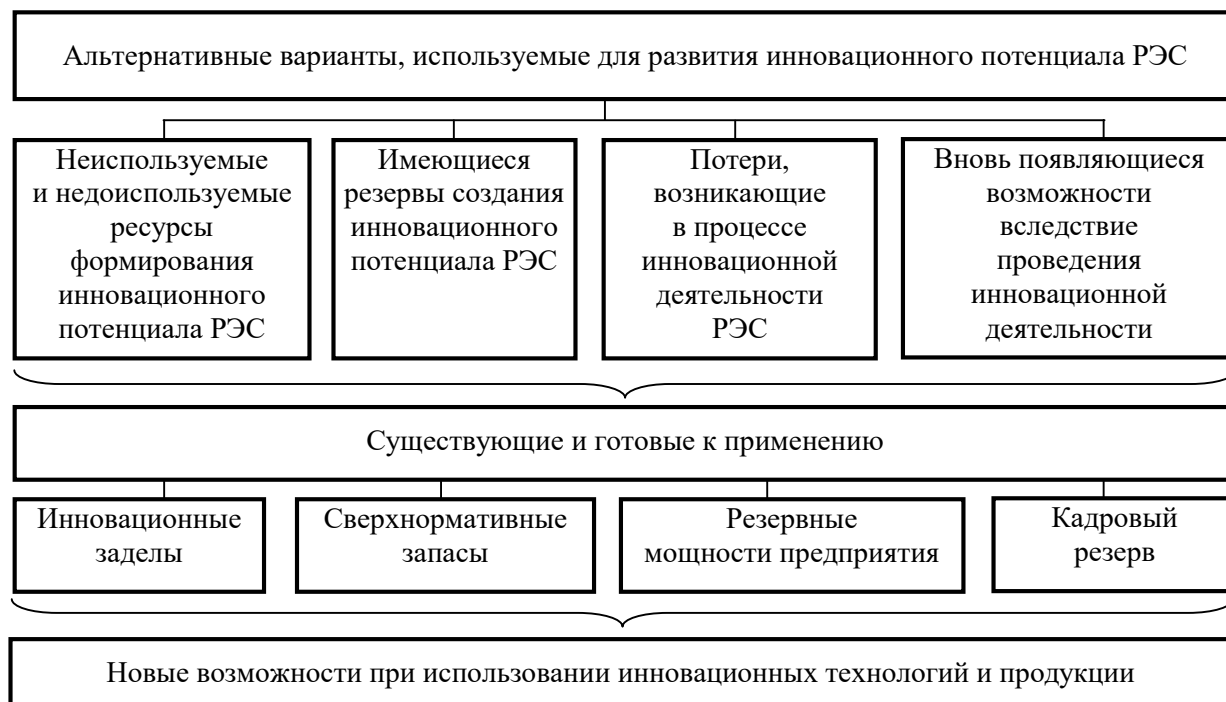 Альтернативные варианты, используемые для развития инновационного потенциала РЭС
Неиспользуемые
и недоиспользуемые
ресурсы
формирования
инновационного
потенциала РЭС
Имеющиеся
резервы создания
инновационного
потенциала РЭС
Потери,
возникающие
в процессе
инновационной
деятельности
РЭС
Вновь появляющиеся
возможности
вследствие
проведения
инновационной
деятельности
Существующие и готовые к применению
Инновационные
заделы
Сверхнормативные
запасы
Резервные
мощности предприятия
Кадровый
резерв
Новые возможности при использовании инновационных технологий и продукции